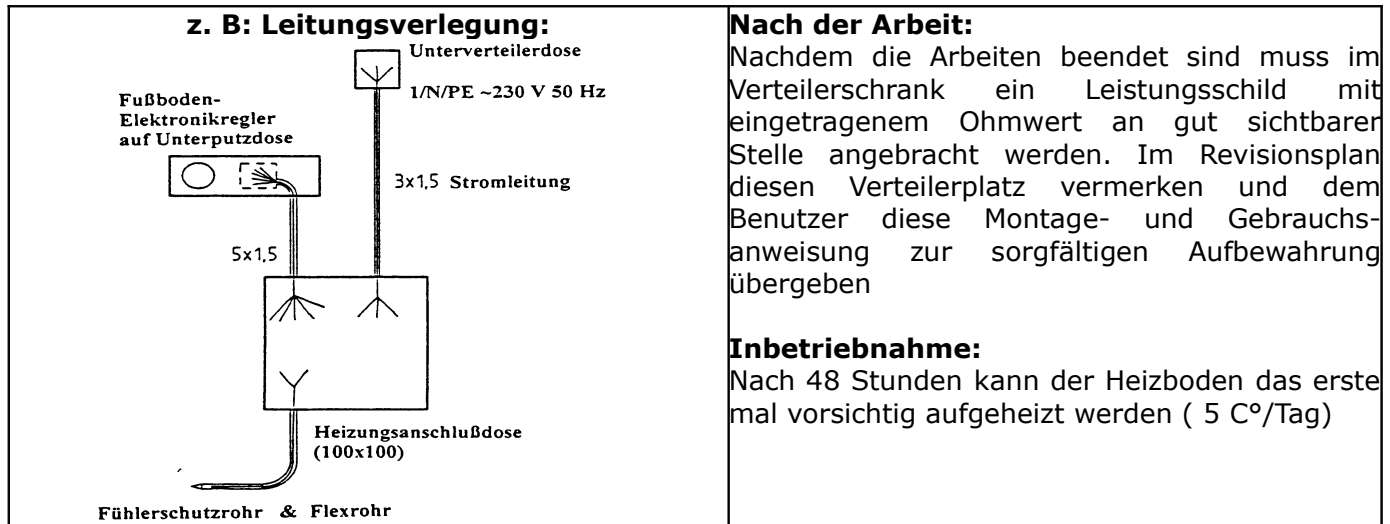 z. B: Leitungsverlegung:
Unterverteilerdose
1/N/PE ~230 V 50 Hz
Fußboden-
Elektronikregler
auf Unterputzdose
3x1,5 Stromleitung
5x1,5
Heizungsanschlußdose
(100x100)
Fühlerschutzrohr & Flexrohr
Nach der Arbeit:
Nachdem die Arbeiten beendet sind muss im
Verteilerschrank ein Leistungsschild mit
eingetragenem Ohmwert an gut sichtbarer
Stelle angebracht werden. Im Revisionsplan
diesen Verteilerplatz vermerken und dem
Benutzer diese Montage- und Gebrauchs-
anweisung zur sorgfältigen Aufbewahrung
übergeben
Inbetriebnahme:
Nach 48 Stunden kann der Heizboden das erste
mal vorsichtig aufgeheizt werden ( 5 C°/Tag)